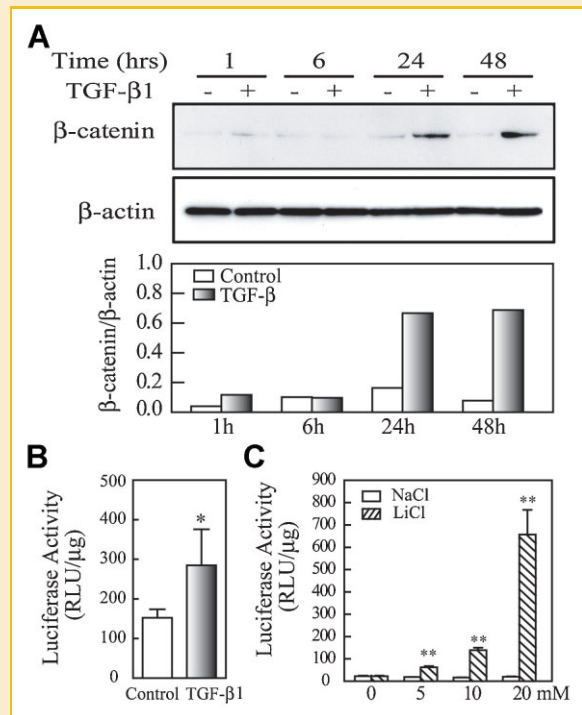 A
Time (hrs) 1 6 24 48
TGF-β1 - + - + - + - +
β-catenin
β-actin
β-catenin/β-actin
1.0
0.8
0.6
0.4
0.2
0.0
Control
TGF-β
1h 6h 24h 48h
B
Luciferase Activity
(RLU/μg)
500
400
300
200
100
0
*
Control TGF-β1
C
Luciferase Activity
(RLU/μg)
900
800
700
600
500
400
300
200
100
0
NaCl
LiCl
** ** **
0 5 10 20 mM